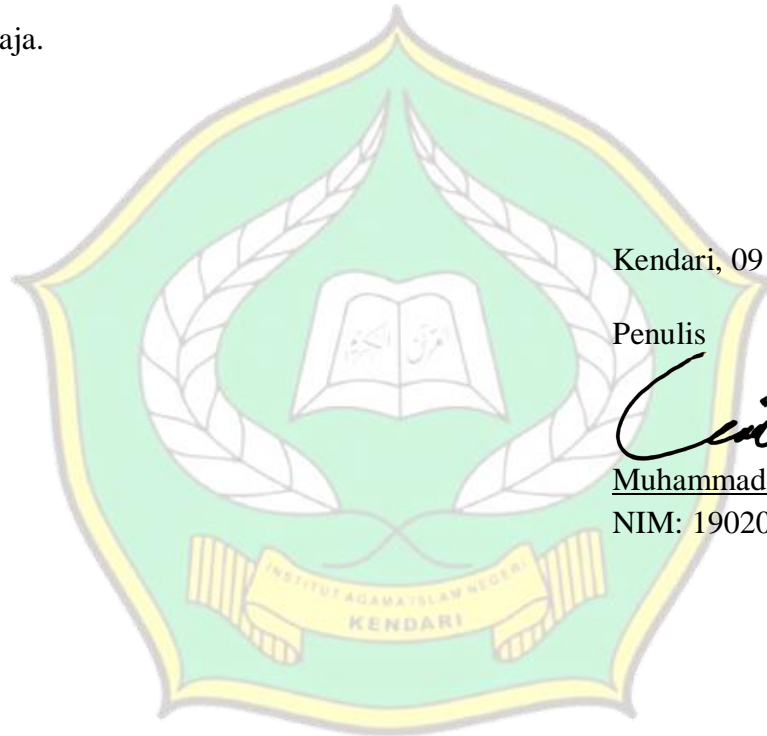 aja.
Kendari, 09
Penulis
Muhammad
NIM: 19020
INSTITUT AGAMA ISLAM NEGERI
KENDARI